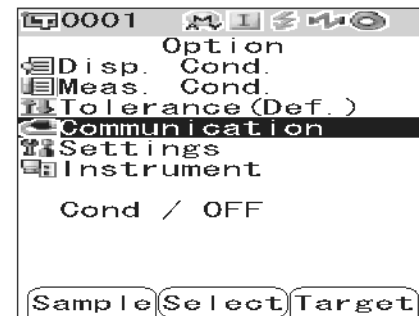 0001 M I
Option
Disp. Cond.
Meas. Cond.
Tolerance(Def.)
Communication
Settings
Instrument
Cond / OFF
Sample Select Target